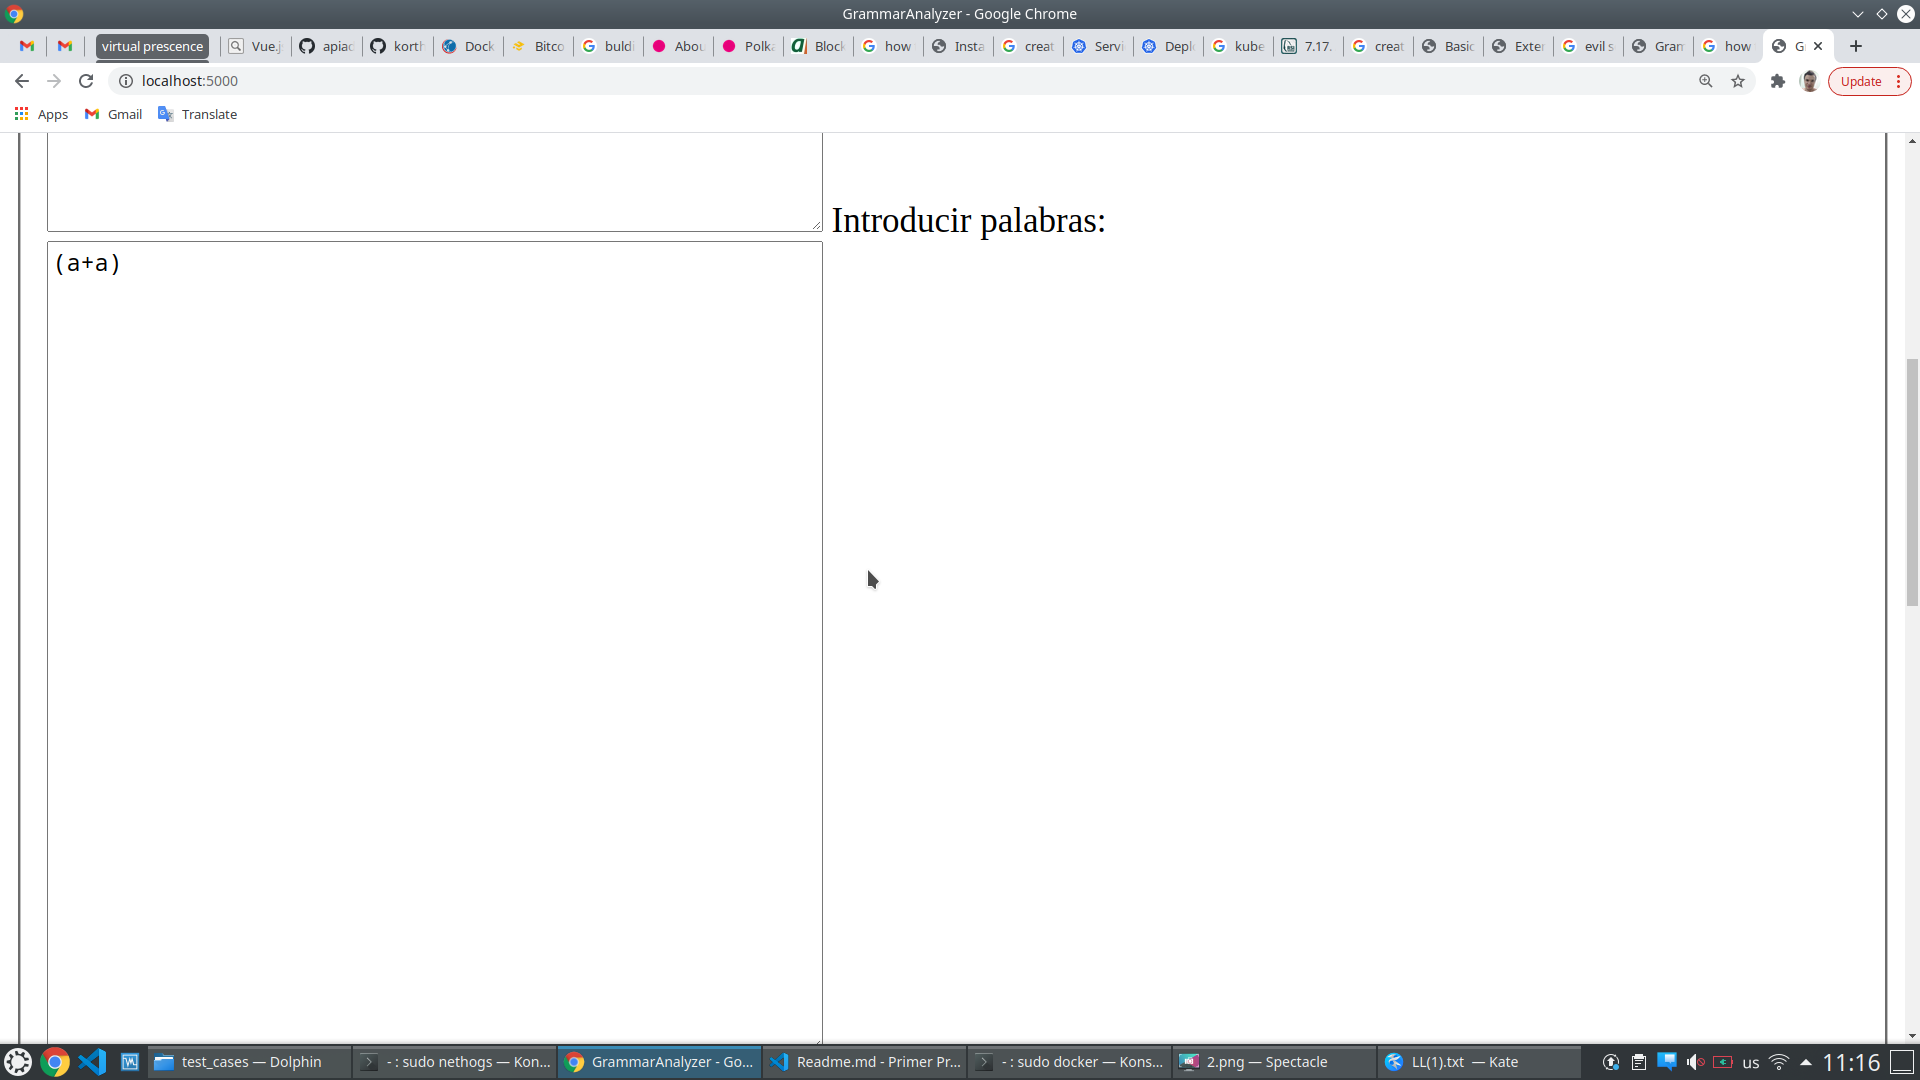 GrammarAnalyzer - Google Chrome
virtual prescence
Vue.j
apiac
korth
Dock
Bitco
buldi
Abou
Polka
Block
how
Insta
creat
Servi
Depl
kube
7.17.
creat
Basic
Exter
evil s
Gram
how
G
localhost:5000
Update
Apps
Gmail
Translate
Introducir palabras:
(a+a)
test_cases — Dolphin
- : sudo nethogs — Kon...
GrammarAnalyzer - Go...
Readme.md - Primer Pr...
- : sudo docker — Kons...
2.png — Spectacle
LL(1).txt — Kate
us
11:16